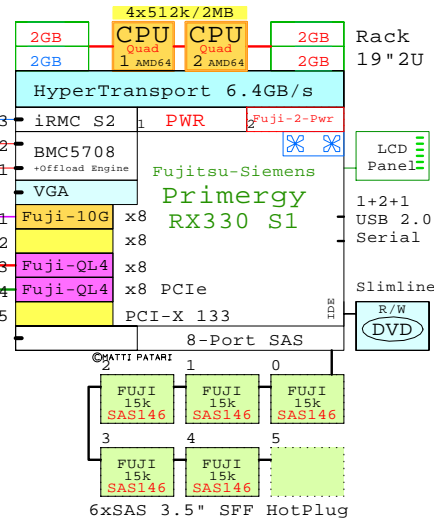 4x512k/2MB
2GB CPU CPU 2GB Rack
Quad Quad
2GB 1 AMD64 2 AMD64 2GB 19"2U
HyperTransport 6.4GB/s
3 iRMC S2 1 PWR 2 Fuji-2-Pwr
2 BMC5708 LCD
1 +Offload Engine Fujitsu-Siemens Panel
VGA Primergy 1+2+1
1 Fuji-10G x8 RX330 S1 USB 2.0
2 x8 Serial
3 Fuji-QL4 x8
4 Fuji-QL4 x8 PCIe Slimline
5 PCI-X 133 IDE R/W
DVD
8-Port SAS
©MATTI PATARI
2 1 0
FUJI FUJI FUJI
15k 15k 15k
SAS146 SAS146 SAS146
3 4 5
FUJI FUJI
15k 15k
SAS146 SAS146
6xSAS 3.5" SFF HotPlug